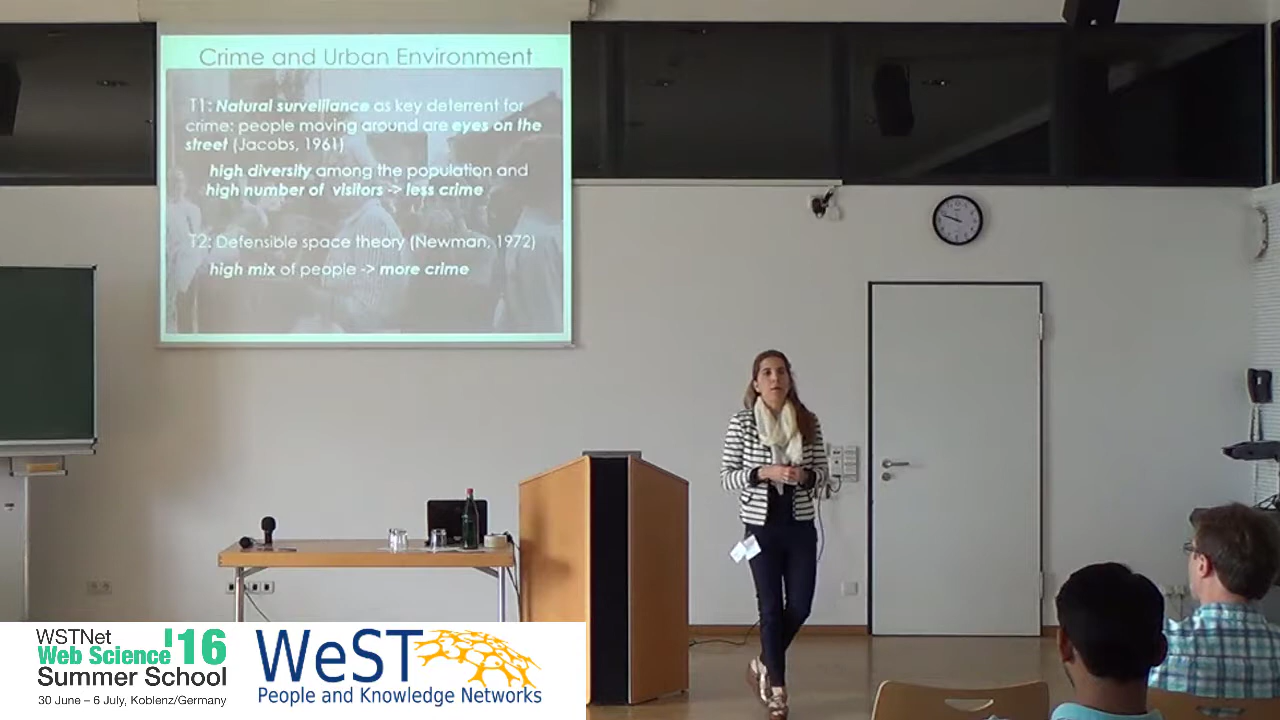 Crime and Urban Environment
T1: Natural surveillance as key deterrent for
crime: people moving around are eyes on the
street (Jacobs, 1961)
high diversity among the population and
high number of visitors -> less crime
T2: Defensible space theory (Newman, 1972)
high mix of people -> more crime
WSTNet
Web Science '16
Summer School
30 June – 6 July, Koblenz/Germany
WeST
People and Knowledge Networks